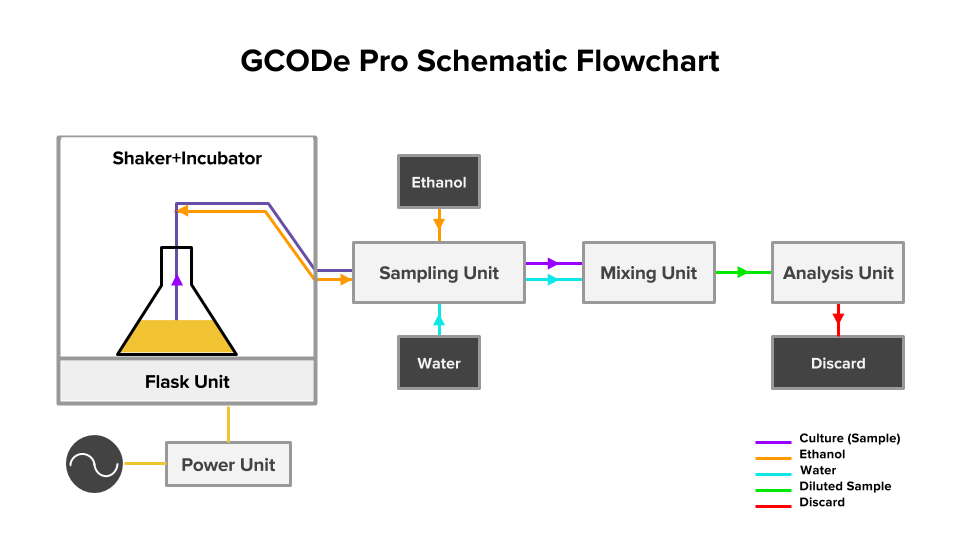 GCODe Pro Schematic Flowchart
Shaker+Incubator
Ethanol
Sampling Unit
Mixing Unit
Analysis Unit
Water
Discard
Flask Unit
Power Unit
Culture (Sample)
Ethanol
Water
Diluted Sample
Discard